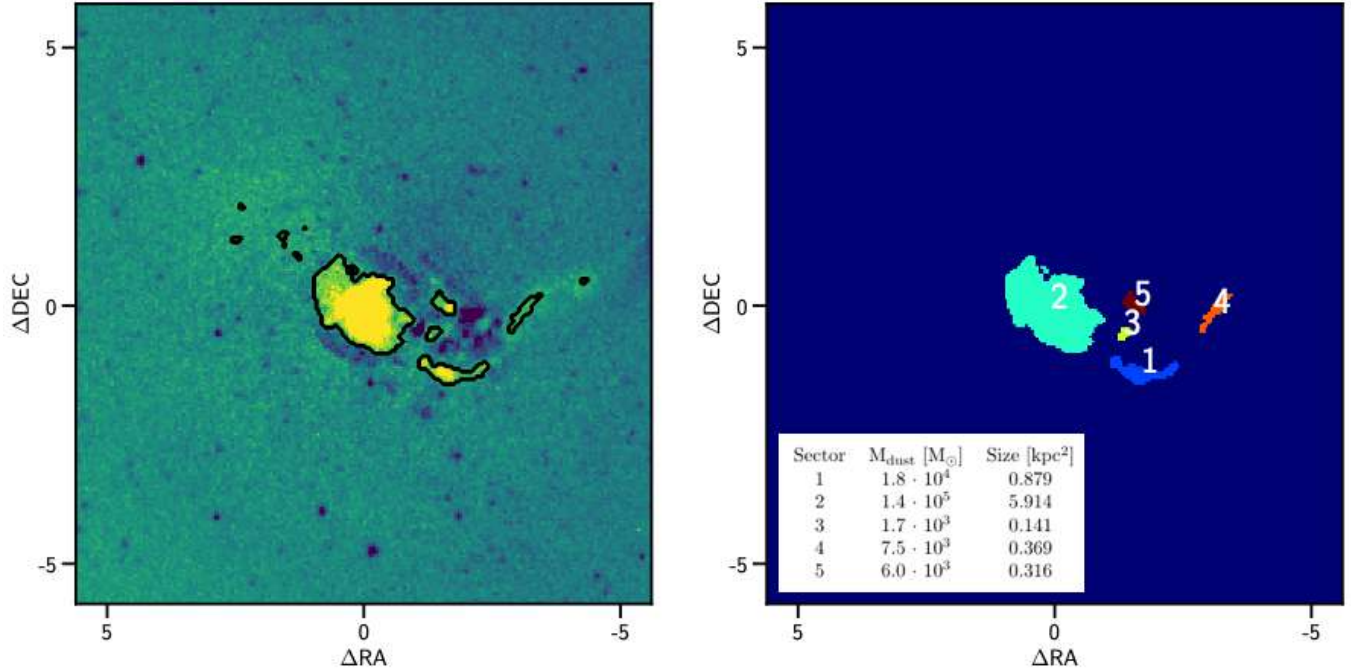 5
0
-5
ΔDEC
5
0
-5
ΔRA
5
0
-5
ΔDEC
2
5
3
4
1
Sector M_dust [M_⊙] Size [kpc²]
1 1.8 · 10⁴ 0.879
2 1.4 · 10⁵ 5.914
3 1.7 · 10³ 0.141
4 7.5 · 10³ 0.369
5 6.0 · 10³ 0.316
5
0
-5
ΔRA